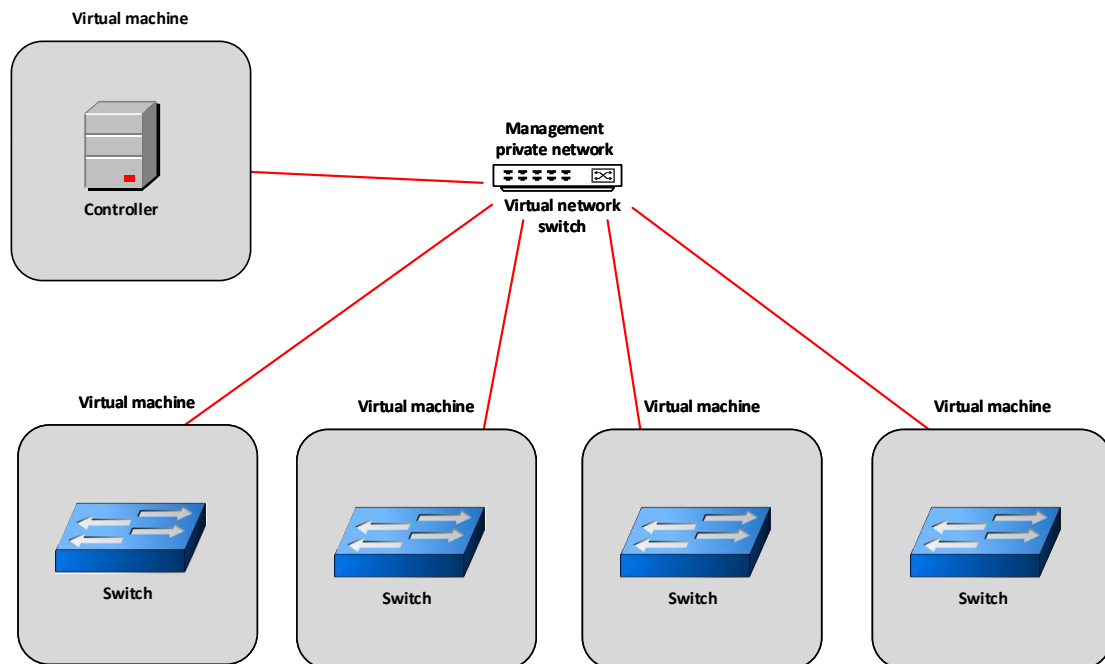 Virtual machine
Controller
Management
private network
Virtual network
switch
Virtual machine
Virtual machine
Virtual machine
Virtual machine
Switch
Switch
Switch
Switch